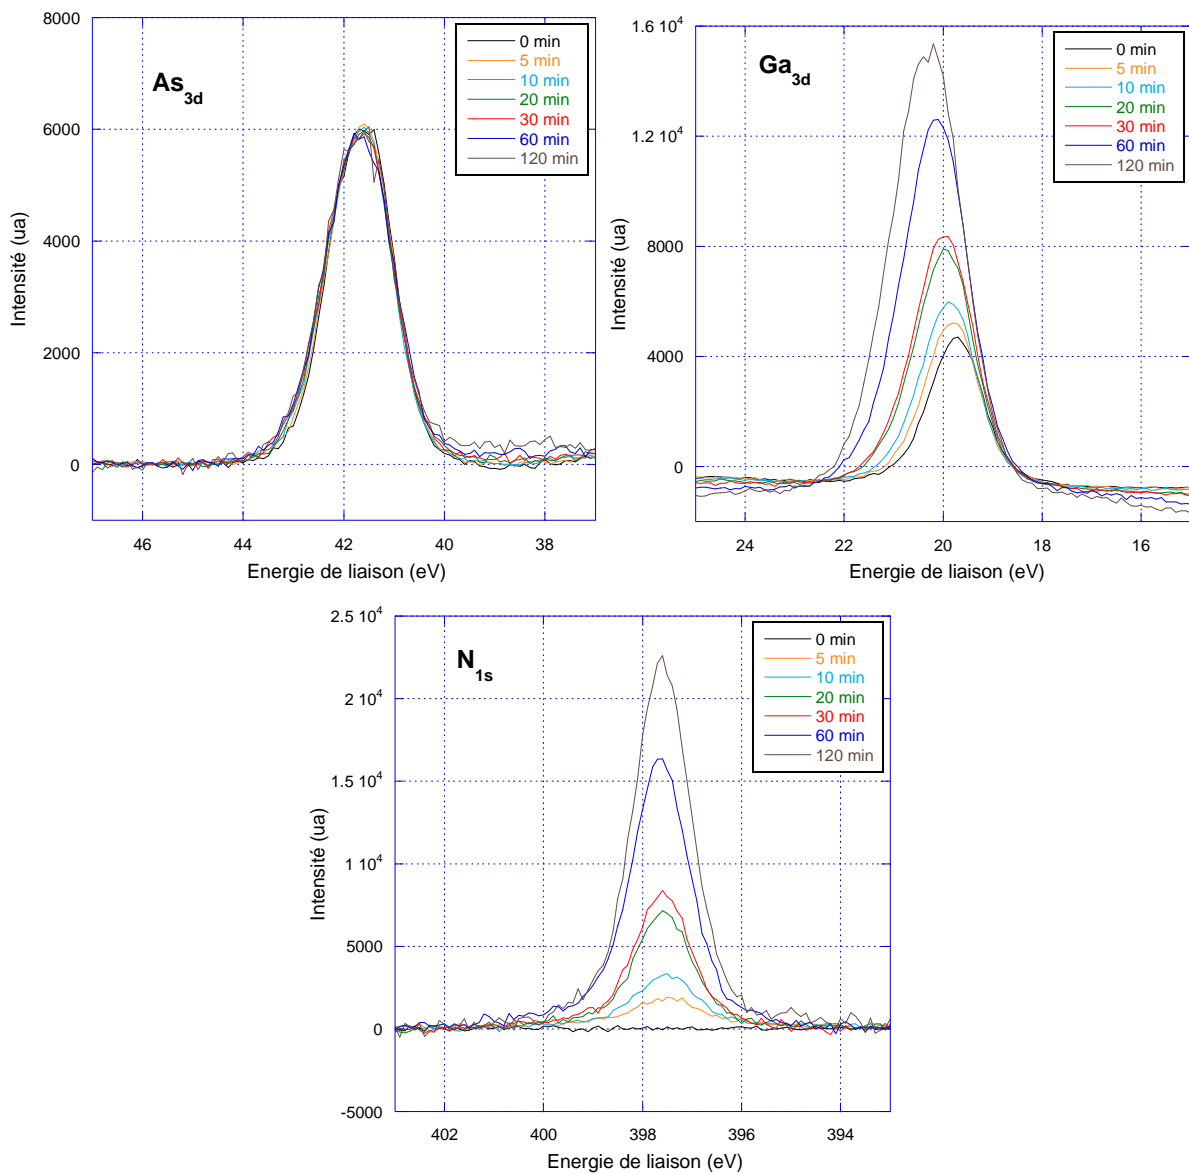 As3d
0 min
5 min
10 min
20 min
30 min
60 min
120 min
8000
6000
4000
2000
0
46
44
42
40
38
Intensité (ua)
Energie de liaison (eV)
Ga3d
0 min
5 min
10 min
20 min
30 min
60 min
120 min
1.6 10^4
1.2 10^4
8000
4000
0
24
22
20
18
16
Intensité (ua)
Energie de liaison (eV)
N1s
0 min
5 min
10 min
20 min
30 min
60 min
120 min
2.5 10^4
2 10^4
1.5 10^4
1 10^4
5000
0
-5000
402
400
398
396
394
Intensité (ua)
Energie de liaison (eV)